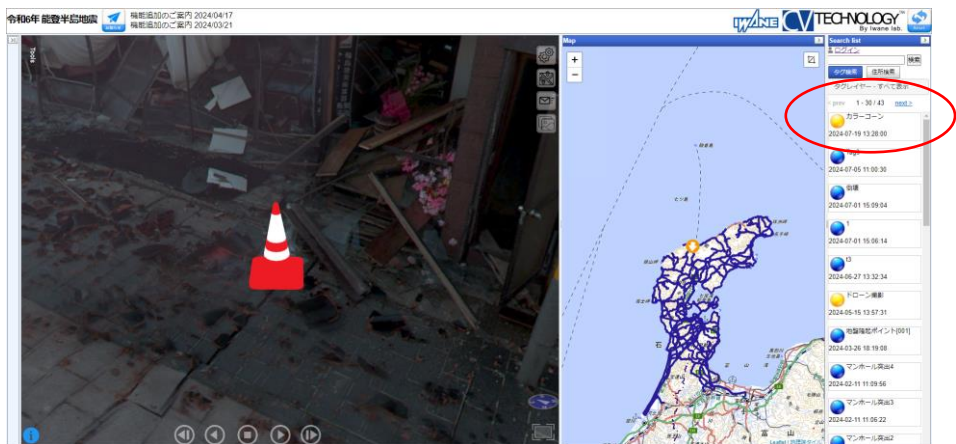 令和6年 能登半島地震
機能追加のご案内 2024/04/17
機能追加のご案内 2024/03/21
IWANE CV TECHNOLOGY
By Iwane lab.
Tools
Map
+
−
石
富 山
Search list
ログイン
検索
タグ検索
住所検索
タグレイヤー・すべて表示
< prev 1 - 30 / 43 next >
カラーコーン
2024-07-19 13:28:00
2024-07-05 11:00:30
倒壊
2024-07-01 15:09:04
1
2024-07-01 15:06:14
t3
2024-06-27 13:32:34
ドローン撮影
2024-05-15 13:57:31
地盤隆起ポイント[001]
2024-03-26 18:19:08
マンホール突出4
2024-02-11 11:09:56
マンホール突出3
2024-02-11 11:06:22
マンホール突出2